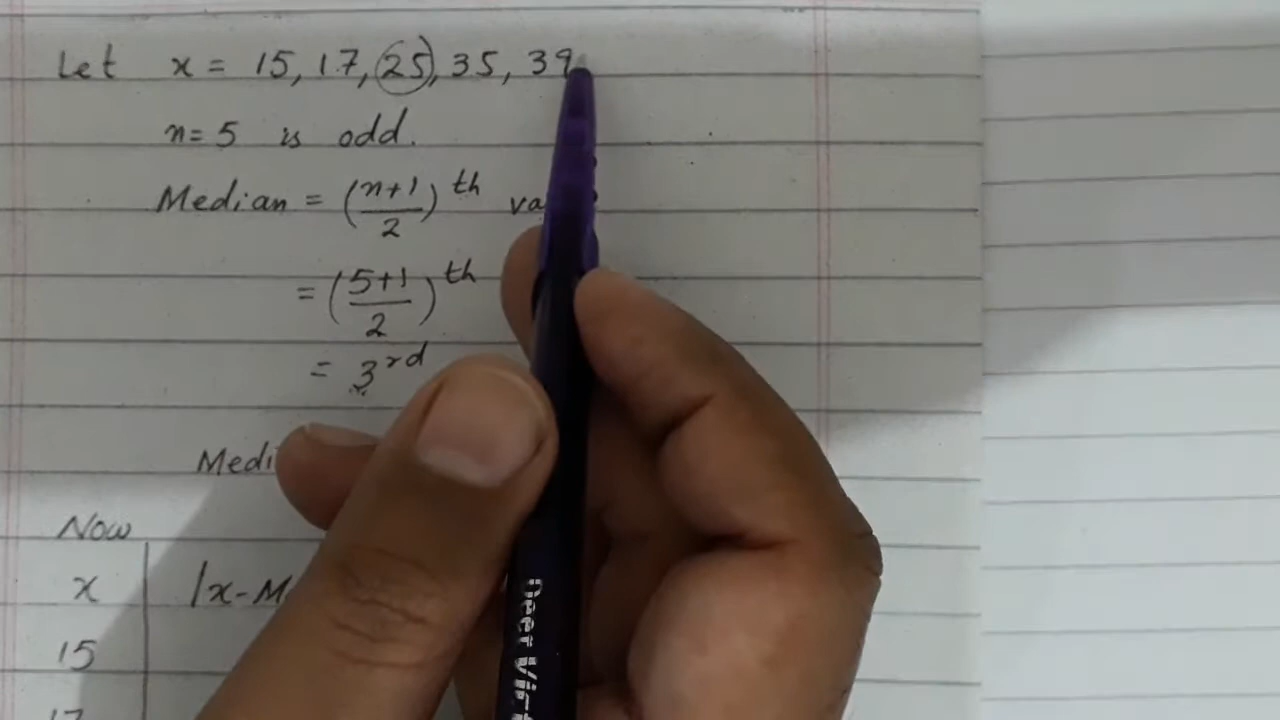 Let x = 15, 17, 25, 35, 39
n = 5 is odd.
Median = (n+1/2)th
= (5+1/2)th
= 3rd
Now
x | |x-M
15
17